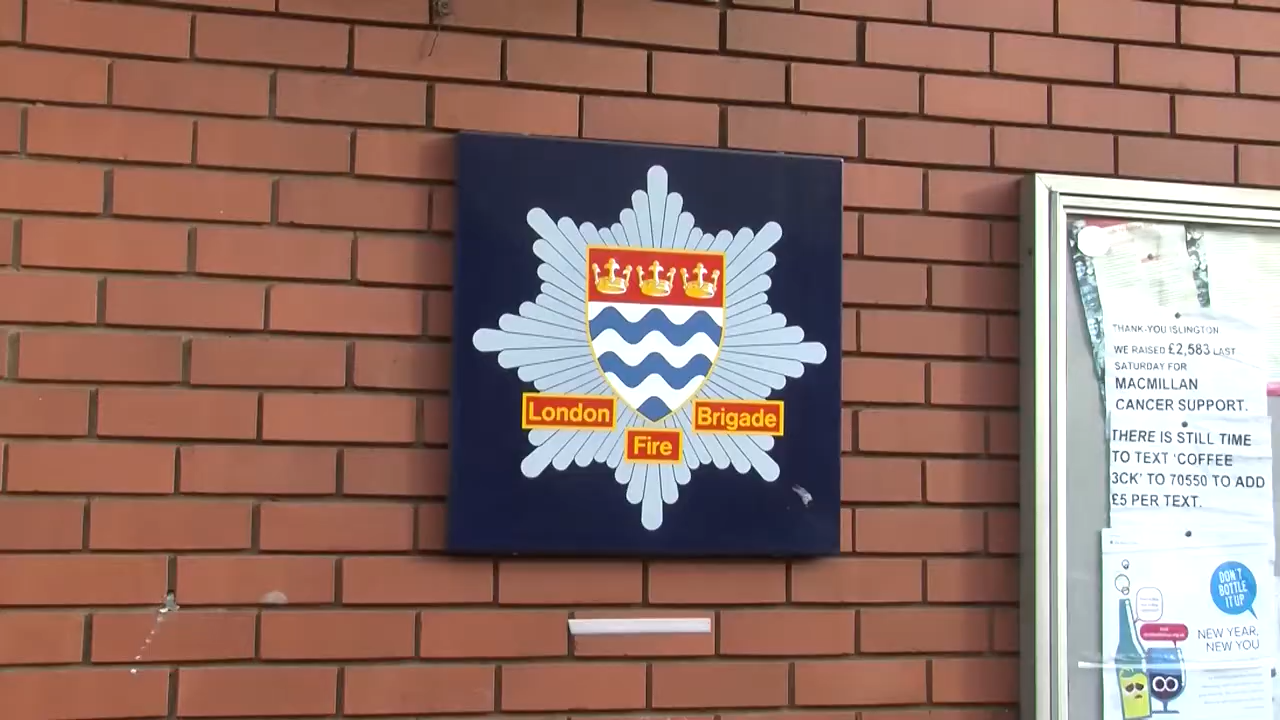 London
Fire
Brigade
THANK-YOU ISLINGTON
WE RAISED £2,583 LAST
SATURDAY FOR
MACMILLAN
CANCER SUPPORT.
THERE IS STILL TIME
TO TEXT 'COFFEE
3CK' TO 70550 TO ADD
£5 PER TEXT.
DON'T
BOTTLE
IT UP
NEW YEAR,
NEW YOU